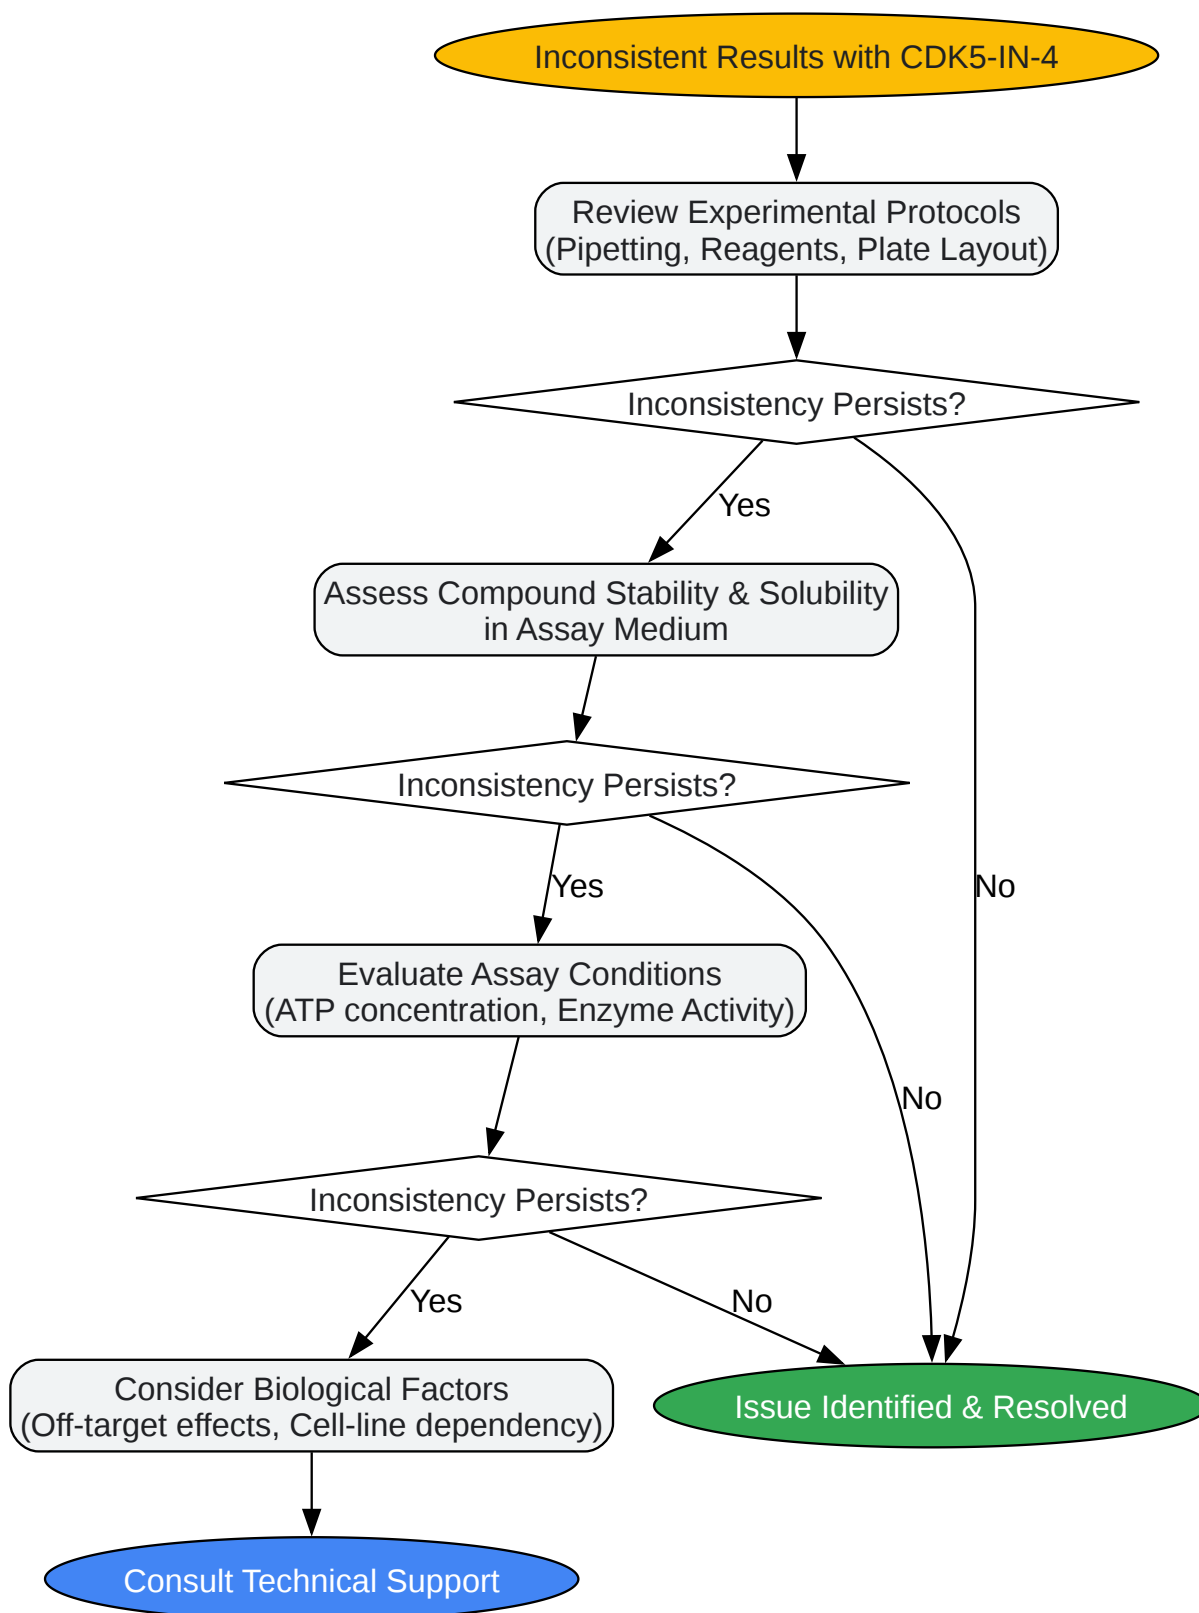 Inconsistent Results with CDK5-IN-4
Review Experimental Protocols
(Pipetting, Reagents, Plate Layout)
Inconsistency Persists?
Yes
Assess Compound Stability & Solubility
in Assay Medium
Inconsistency Persists?
Yes
No
Evaluate Assay Conditions
(ATP concentration, Enzyme Activity)
No
Inconsistency Persists?
Yes
No
Consider Biological Factors
(Off-target effects, Cell-line dependency)
Issue Identified & Resolved
Consult Technical Support